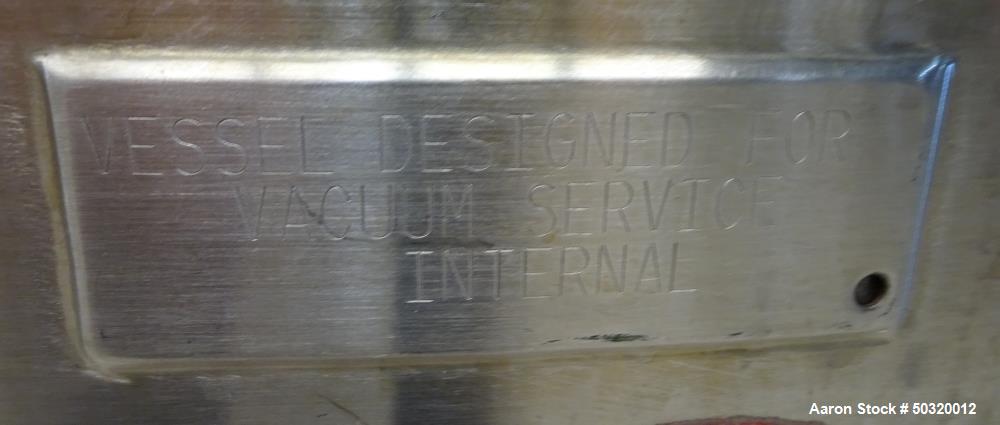 VESSEL DESIGNED FOR
VACUUM SERVICE
INTERNAL
Aaron Stock # 50320012